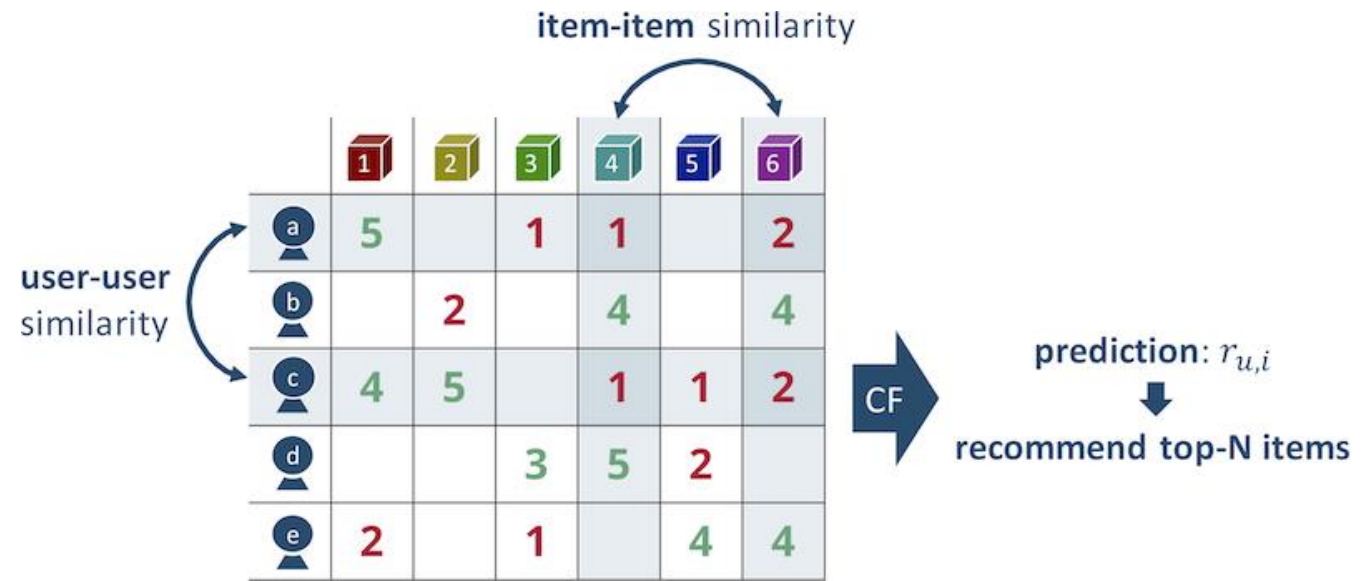 item-item similarity
1 2 3 4 5 6
a 5 1 1 2
user-user
similarity
b 2 4 4
c 4 5 1 1 2
d 3 5 2
e 2 1 4 4
CF
prediction: r_{u,i}
recommend top-N items